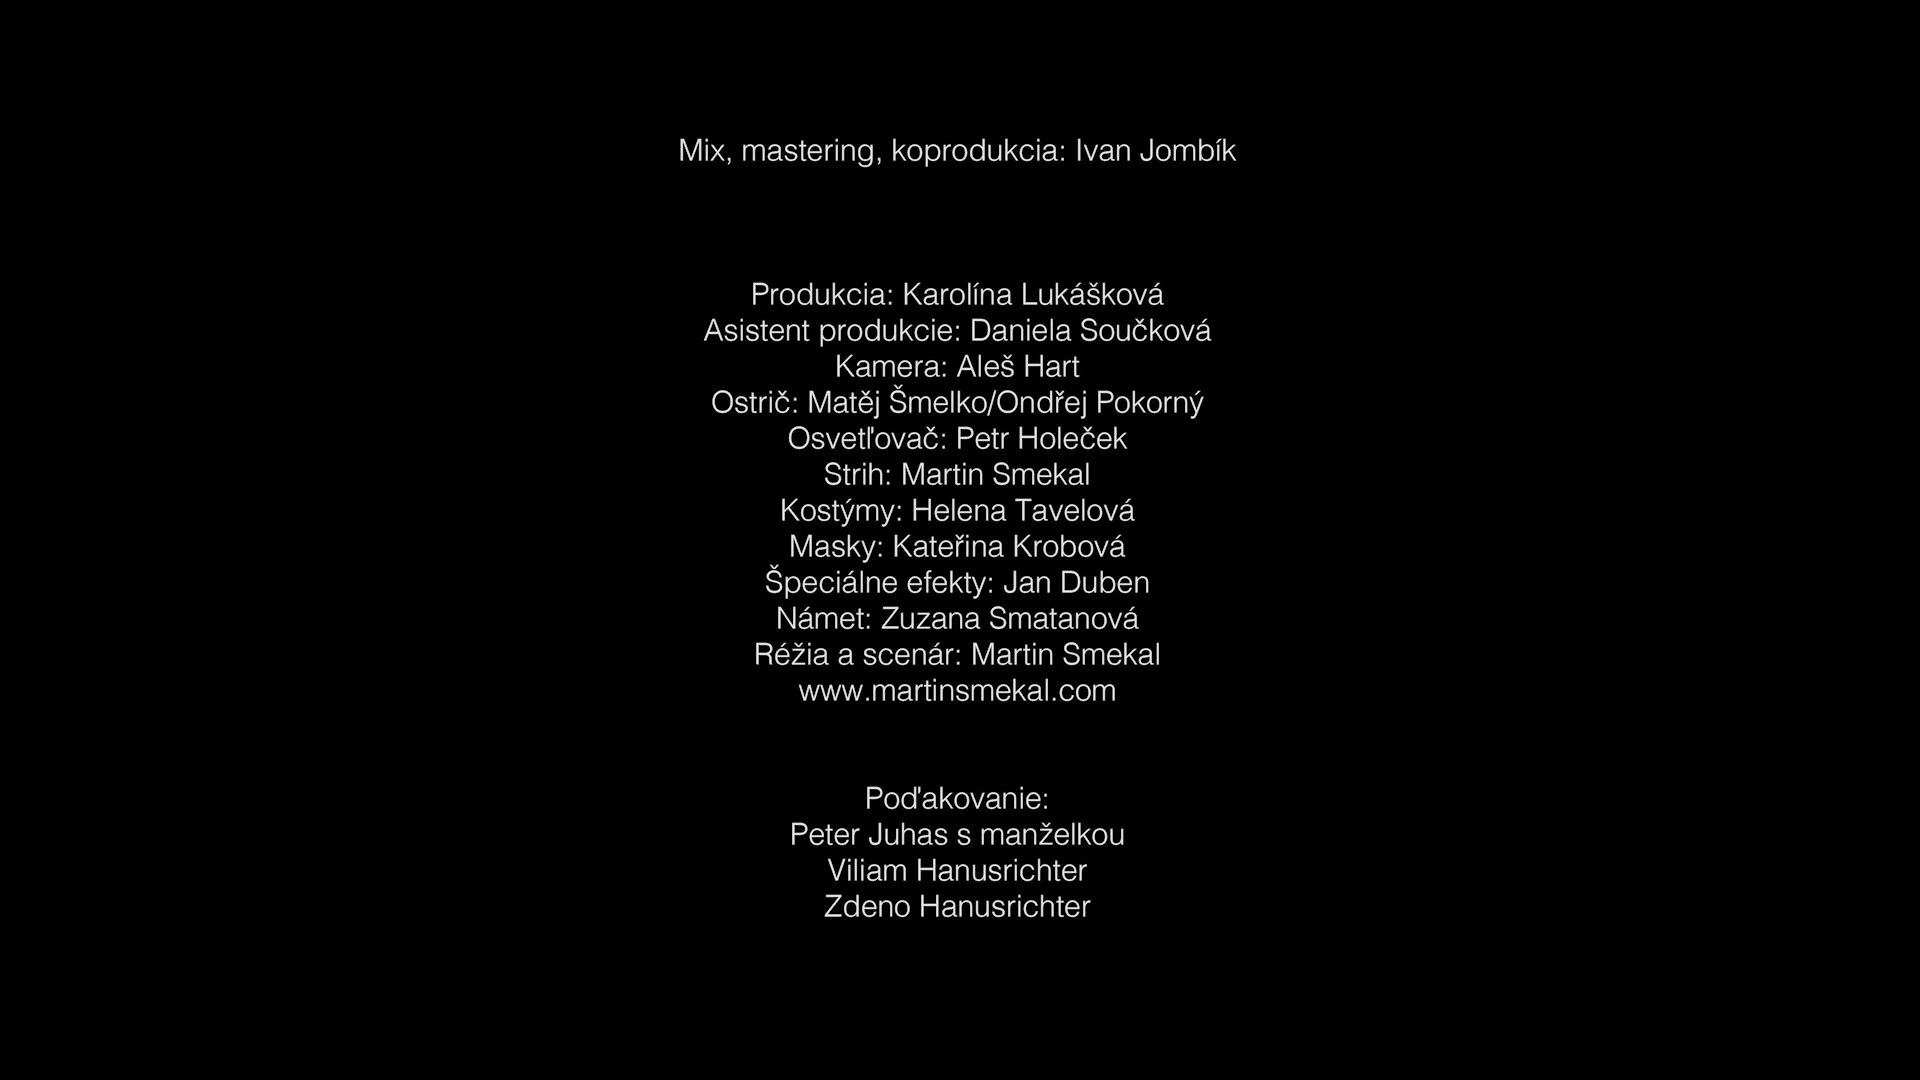 Mix, mastering, koprodukcia: Ivan Jombík
Produkcia: Karolína Lukášková
Asistent produkcie: Daniela Součková
Kamera: Aleš Hart
Ostrič: Matěj Šmelko/Ondřej Pokorný
Osvetľovač: Petr Holeček
Strih: Martin Smekal
Kostýmy: Helena Tavelová
Masky: Kateřina Krobová
Špeciálne efekty: Jan Duben
Námet: Zuzana Smatanová
Réžia a scenár: Martin Smekal
www.martinsmekal.com
Poďakovanie:
Peter Juhas s manželkou
Viliam Hanusrichter
Zdeno Hanusrichter